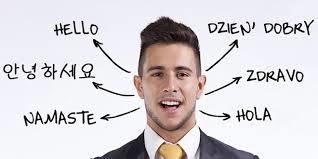 HELLO
DZIEN' DOBRY
안녕하세요
ZDRAVO
NAMASTE
HOLA